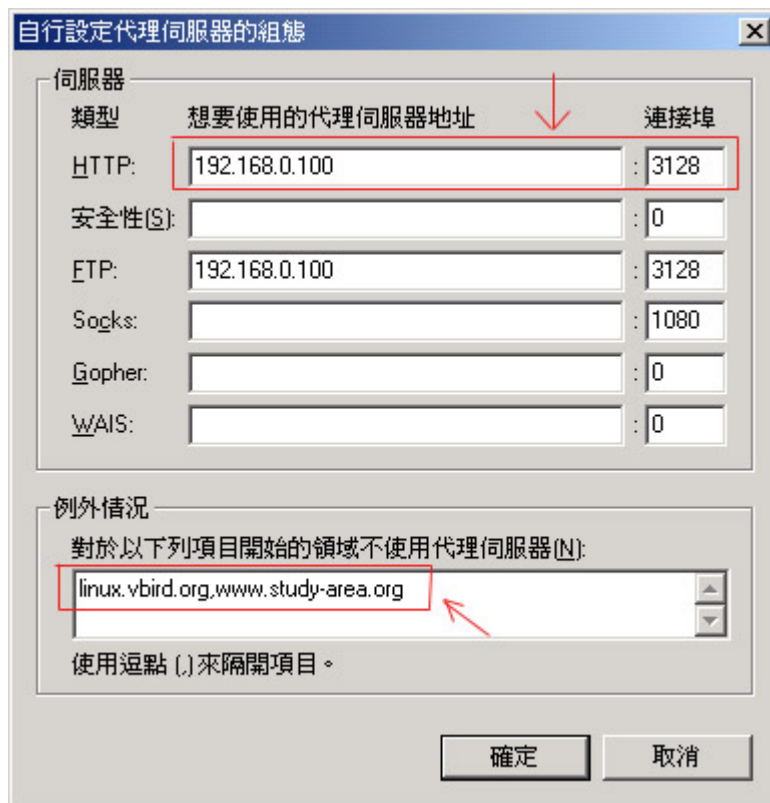 自行設定代理伺服器的組態
伺服器
類型 想要使用的代理伺服器地址 連接埠
HTTP: 192.168.0.100 : 3128
安全性(S): : 0
FTP: 192.168.0.100 : 3128
Socks: : 1080
Gopher: : 0
WAIS: : 0
例外情況
對於以下列項目開始的領域不使用代理伺服器(N):
linux.vbird.org,www.study-area.org
使用逗點 (,) 來隔開項目。
確定 取消